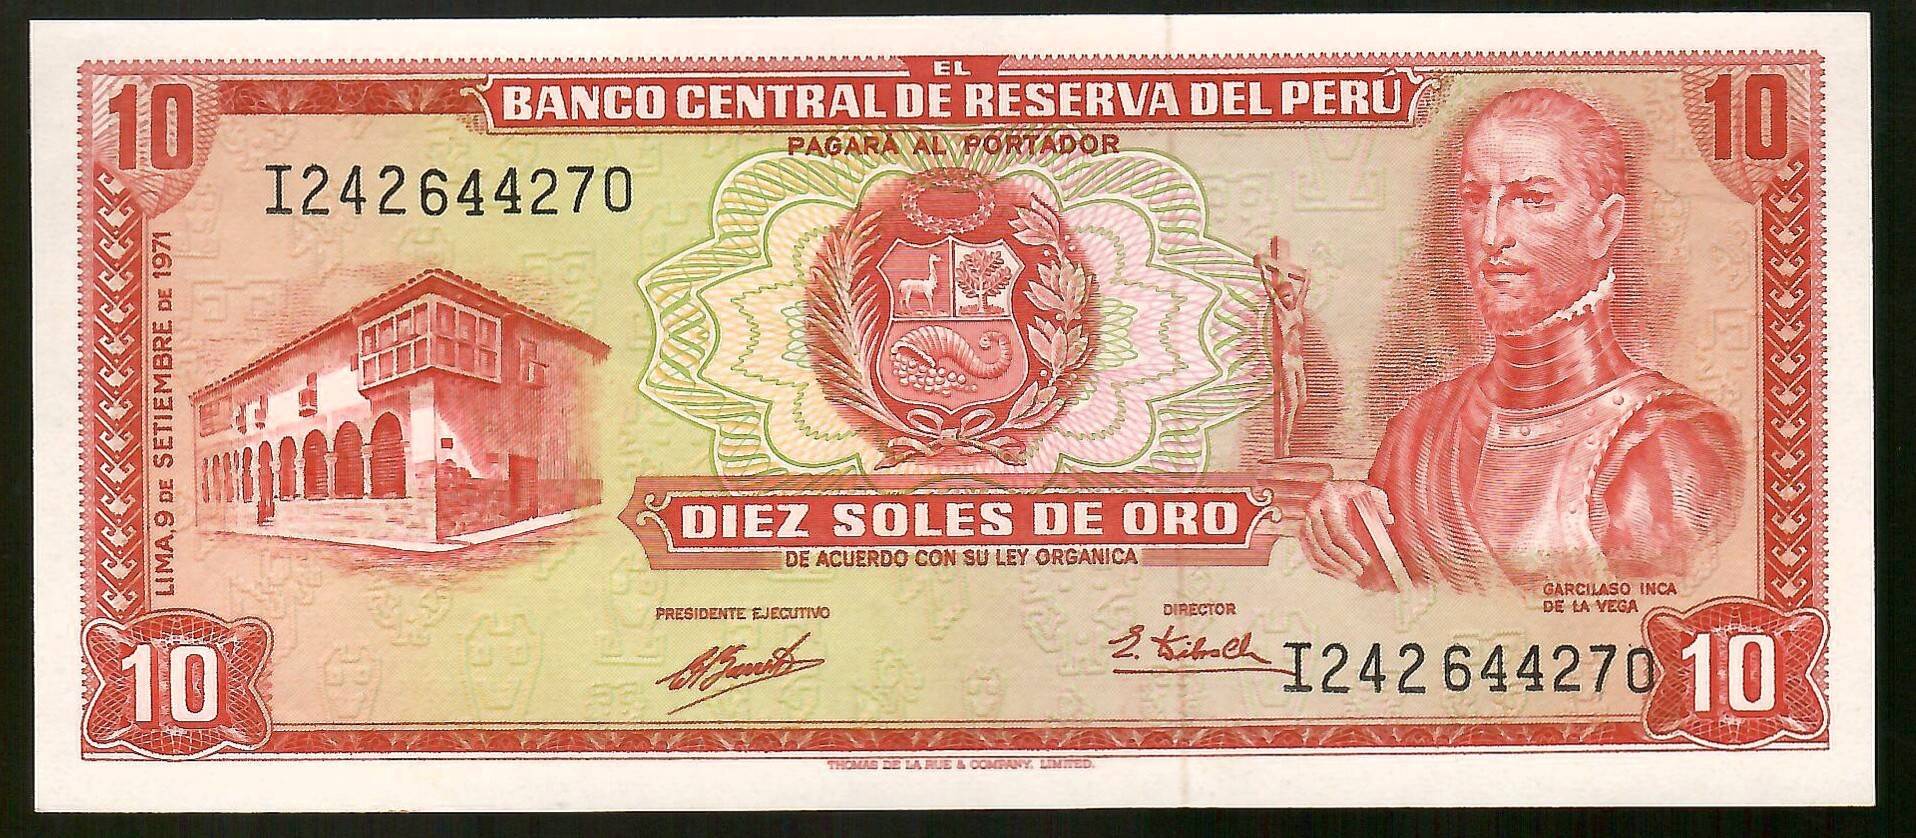 EL
BANCO CENTRAL DE RESERVA DEL PERÚ
PAGARA AL PORTADOR
10
10
I242644270
LIMA, 9 DE SETIEMBRE DE 1971
DIEZ SOLES DE ORO
DE ACUERDO CON SU LEY ORGANICA
GARCILASO INCA
DE LA VEGA
PRESIDENTE EJECUTIVO
DIRECTOR
I242644270
10
10
THOMAS DE LA RUE & COMPANY, LIMITED.